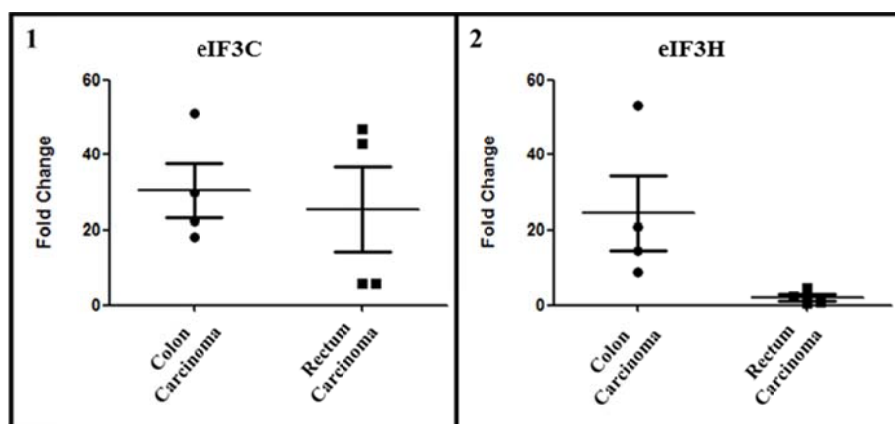 1
eIF3C
Fold Change
60
40
20
0
Colon
Carcinoma
Rectum
Carcinoma
2
eIF3H
Fold Change
60
40
20
0
Colon
Carcinoma
Rectum
Carcinoma